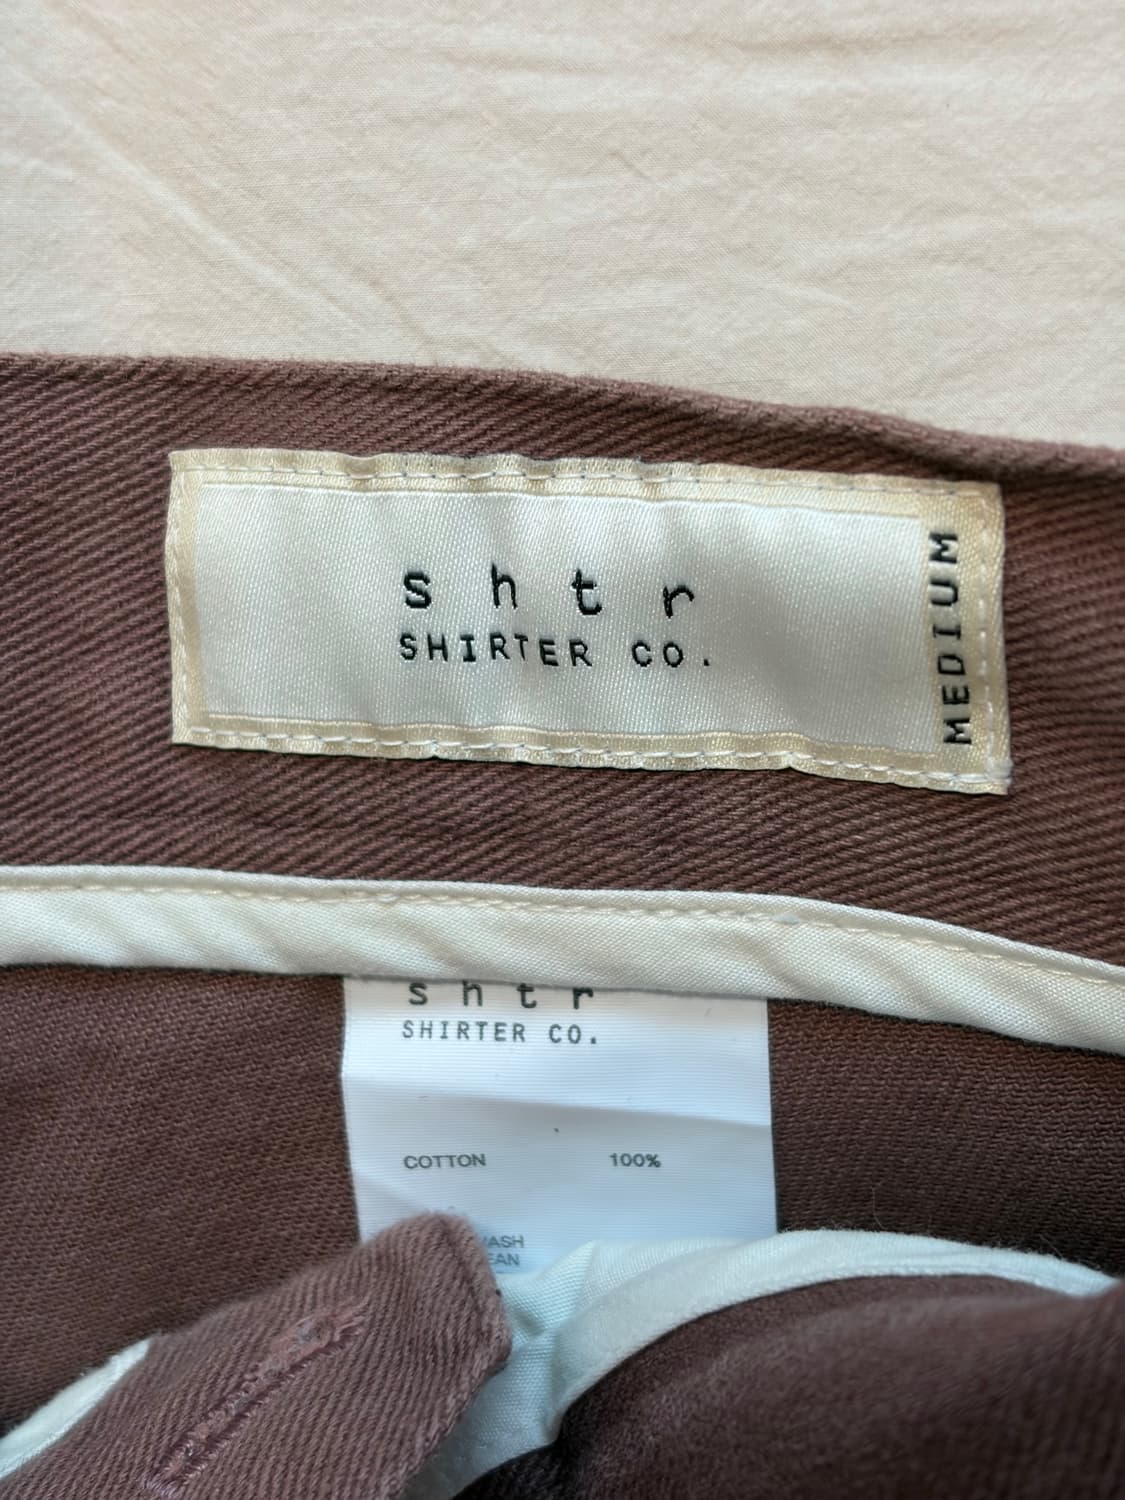 s h t r
SHIRTER CO.
MEDIUM
s h t r
SHIRTER CO.
COTTON 100%